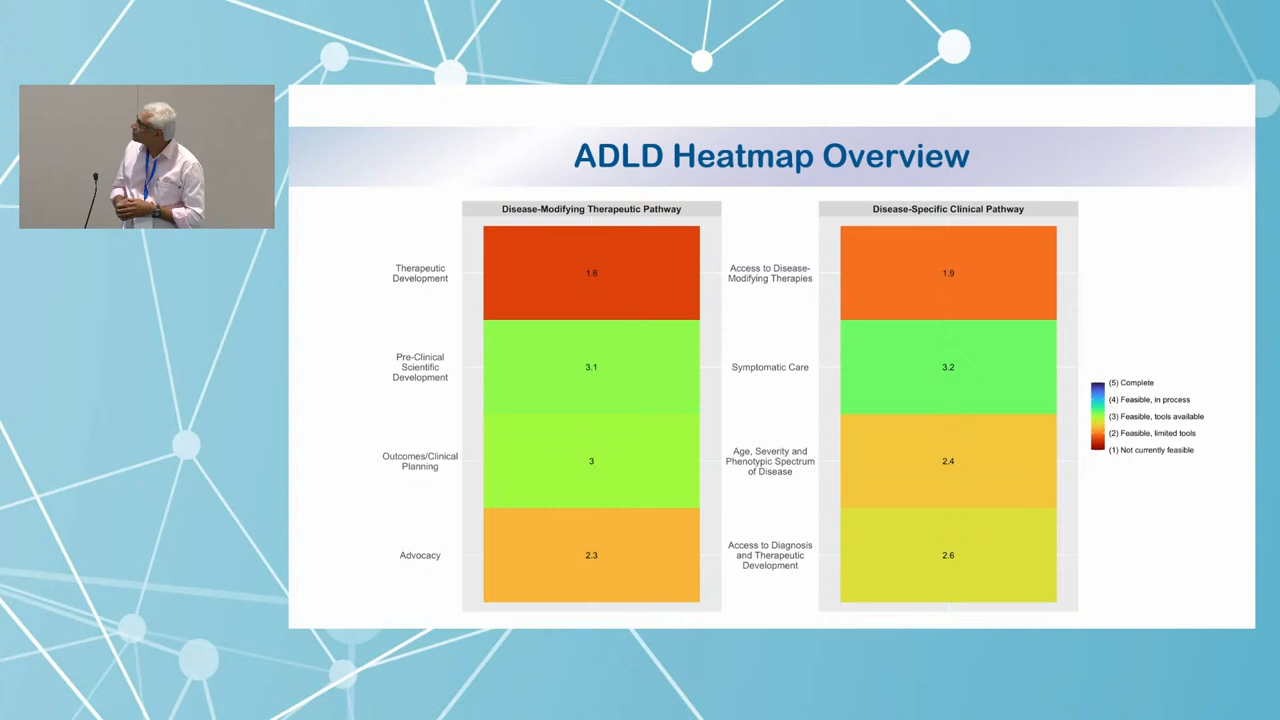 ADLD Heatmap Overview
Disease-Modifying Therapeutic Pathway
Therapeutic
Development
1.6
Pre-Clinical
Scientific
Development
3.1
Outcomes/Clinical
Planning
3
Advocacy
2.3
Disease-Specific Clinical Pathway
Access to Disease-
Modifying Therapies
1.9
Symptomatic Care
3.2
Age, Severity and
Phenotypic Spectrum
of Disease
2.4
Access to Diagnosis
and Therapeutic
Development
2.6
(5) Complete
(4) Feasible, in process
(3) Feasible, tools available
(2) Feasible, limited tools
(1) Not currently feasible